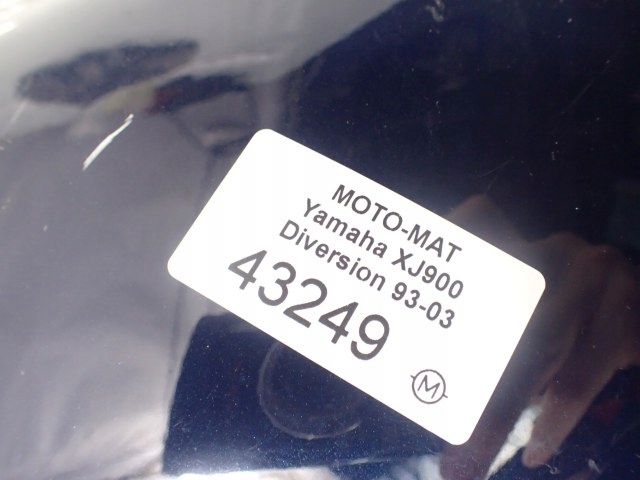 MOTO-MAT
Yamaha XJ900
Diversion 93-03
43249
M